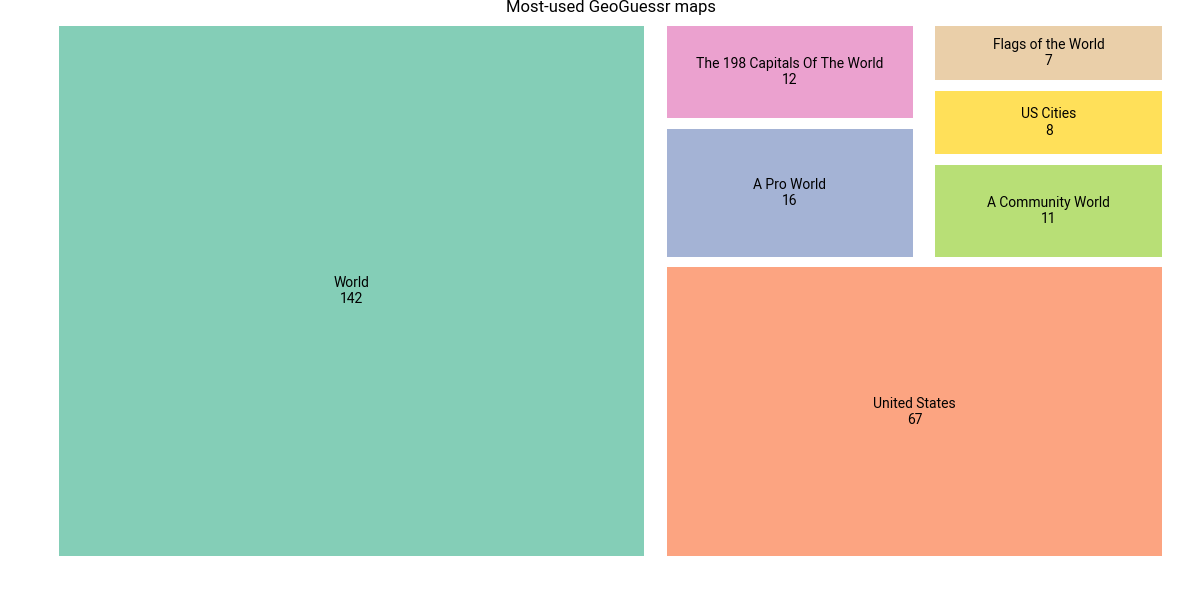 Most-used GeoGuessr maps
World
142
The 198 Capitals Of The World
12
Flags of the World
7
US Cities
8
A Pro World
16
A Community World
11
United States
67